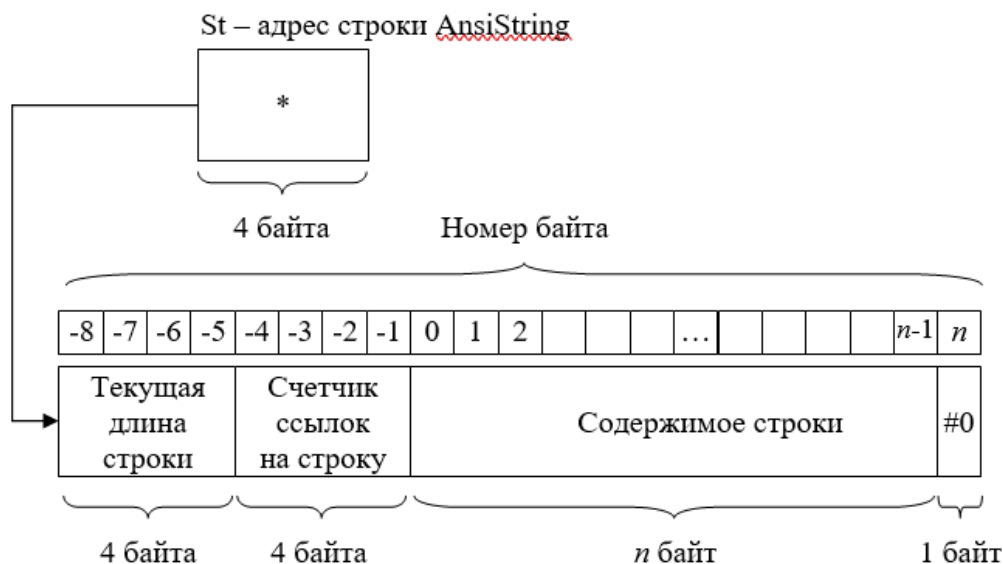 St – адрес строки AnsiString
*
4 байта
Номер байта
-8 -7 -6 -5 -4 -3 -2 -1 0 1 2 … n-1 n
Текущая
длина
строки
Счетчик
ссылок
на строку
Содержимое строки
#0
4 байта
4 байта
n байт
1 байт